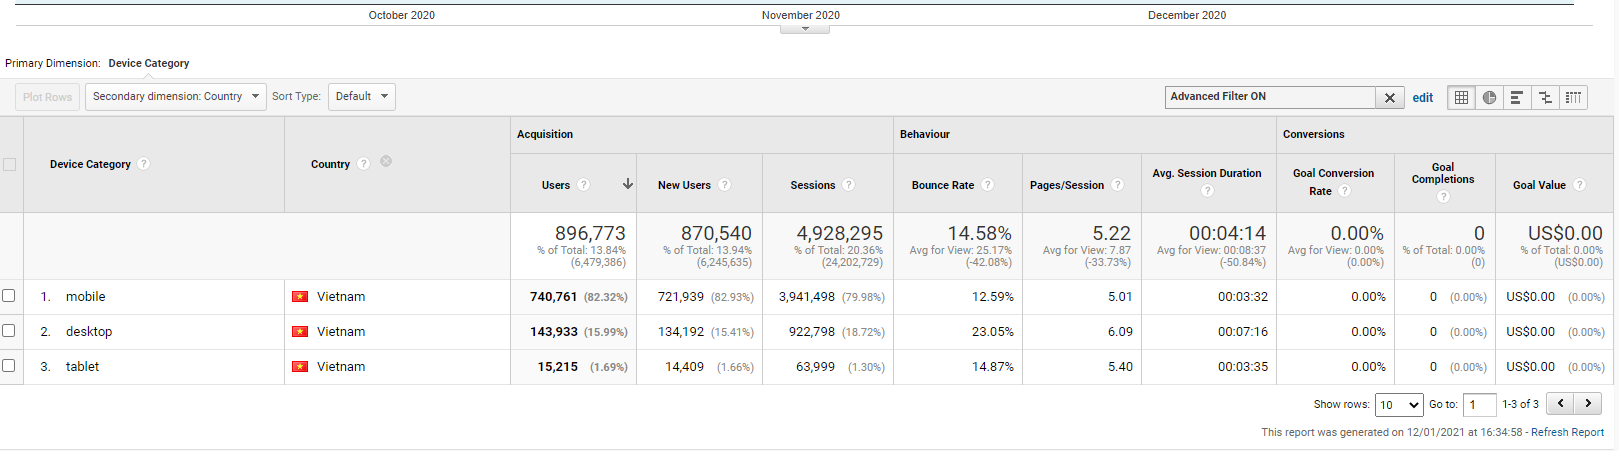 October 2020 November 2020 December 2020
Primary Dimension: Device Category
Plot Rows Secondary dimension: Country Sort Type: Default Advanced Filter ON edit
Acquisition Behaviour Conversions
Device Category ? Country ? Users ? New Users ? Sessions ? Bounce Rate ? Pages/Session ? Avg. Session Duration ? Goal Conversion Rate ? Goal Completions ? Goal Value ?
896,773 870,540 4,928,295 14.58% 5.22 00:04:14 0.00% 0 US$0.00
% of Total: 13.84% % of Total: 13.94% % of Total: 20.36% Avg for View: 25.17% Avg for View: 7.87 Avg for View: 00:08:37 Avg for View: 0.00% % of Total: 0.00% % of Total: 0.00%
(6,479,386) (6,245,635) (24,202,729) (-42.08%) (-33.73%) (-50.84%) (0.00%) (0) (US$0.00)
1. mobile Vietnam 740,761 (82.32%) 721,939 (82.93%) 3,941,498 (79.98%) 12.59% 5.01 00:03:32 0.00% 0 (0.00%) US$0.00 (0.00%)
2. desktop Vietnam 143,933 (15.99%) 134,192 (15.41%) 922,798 (18.72%) 23.05% 6.09 00:07:16 0.00% 0 (0.00%) US$0.00 (0.00%)
3. tablet Vietnam 15,215 (1.69%) 14,409 (1.66%) 63,999 (1.30%) 14.87% 5.40 00:03:35 0.00% 0 (0.00%) US$0.00 (0.00%)
Show rows: 10 Go to: 1 1-3 of 3
This report was generated on 12/01/2021 at 16:34:58 - Refresh Report